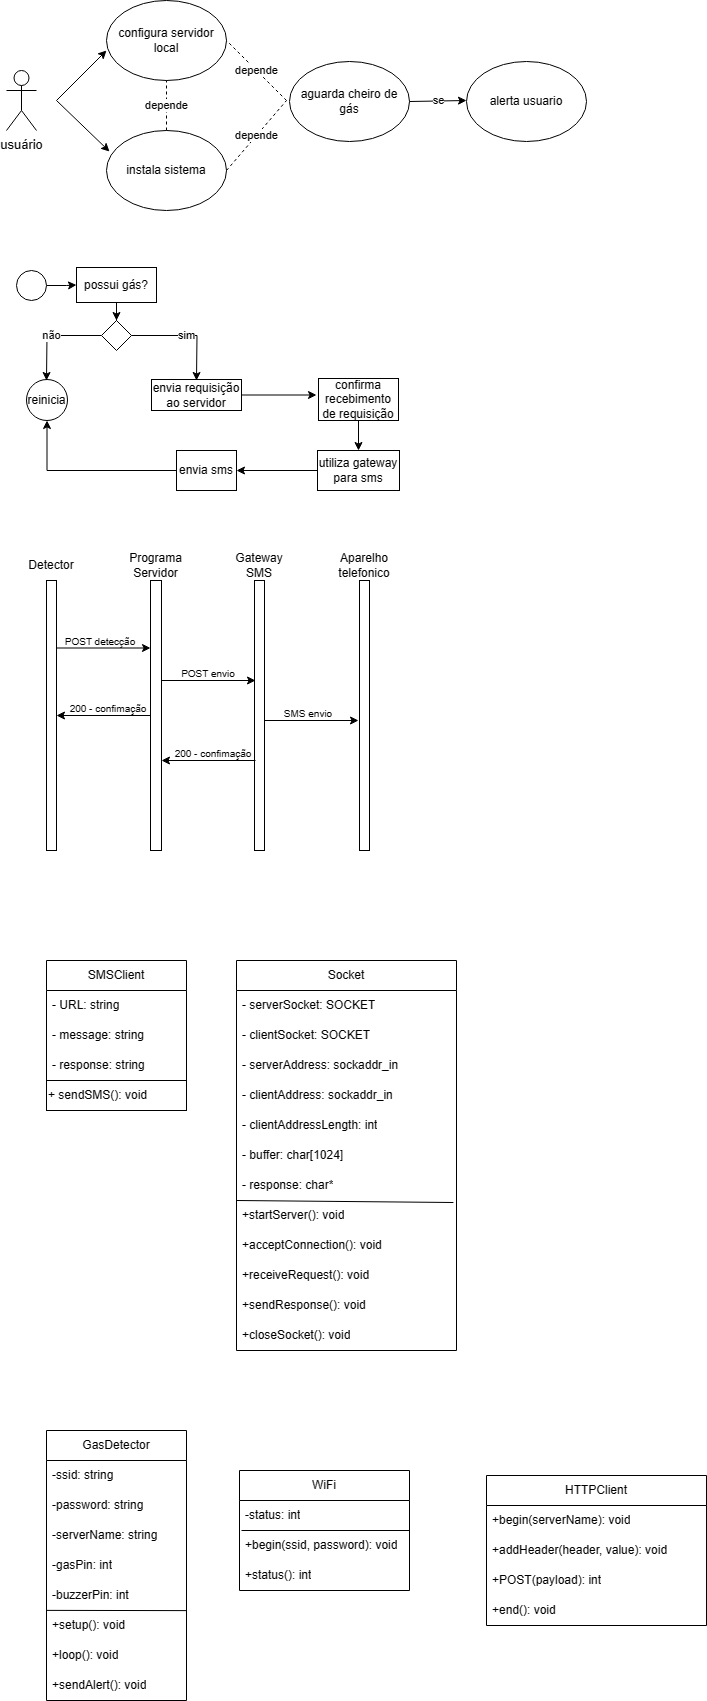 configura servidor
local
depende
depende
aguarda cheiro de
gás
se
alerta usuario
usuário
depende
instala sistema
possui gás?
não
sim
reinicia
envia requisição
ao servidor
confirma
recebimento
de requisição
envia sms
utiliza gateway
para sms
Detector
Programa
Servidor
Gateway
SMS
Aparelho
telefonico
POST detecção
POST envio
200 - confimação
SMS envio
200 - confimação
SMSClient
- URL: string
- message: string
- response: string
+ sendSMS(): void
Socket
- serverSocket: SOCKET
- clientSocket: SOCKET
- serverAddress: sockaddr_in
- clientAddress: sockaddr_in
- clientAddressLength: int
- buffer: char[1024]
- response: char*
+startServer(): void
+acceptConnection(): void
+receiveRequest(): void
+sendResponse(): void
+closeSocket(): void
GasDetector
-ssid: string
-password: string
-serverName: string
-gasPin: int
-buzzerPin: int
+setup(): void
+loop(): void
+sendAlert(): void
WiFi
-status: int
+begin(ssid, password): void
+status(): int
HTTPClient
+begin(serverName): void
+addHeader(header, value): void
+POST(payload): int
+end(): void